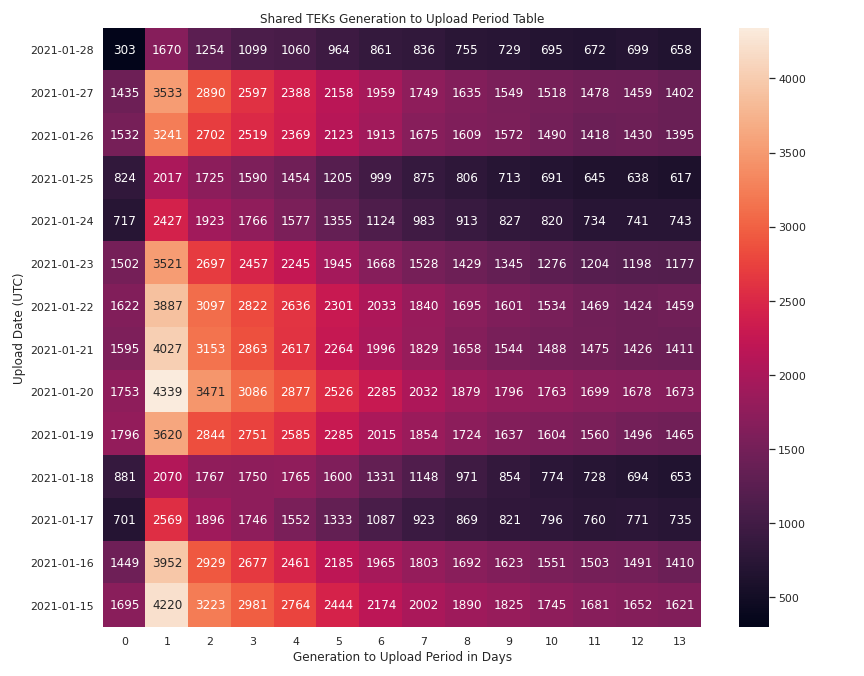 Shared TEKs Generation to Upload Period Table
Upload Date (UTC)
2021-01-28 303 1670 1254 1099 1060 964 861 836 755 729 695 672 699 658
2021-01-27 1435 3533 2890 2597 2388 2158 1959 1749 1635 1549 1518 1478 1459 1402
2021-01-26 1532 3241 2702 2519 2369 2123 1913 1675 1609 1572 1490 1418 1430 1395
2021-01-25 824 2017 1725 1590 1454 1205 999 875 806 713 691 645 638 617
2021-01-24 717 2427 1923 1766 1577 1355 1124 983 913 827 820 734 741 743
2021-01-23 1502 3521 2697 2457 2245 1945 1668 1528 1429 1345 1276 1204 1198 1177
2021-01-22 1622 3887 3097 2822 2636 2301 2033 1840 1695 1601 1534 1469 1424 1459
2021-01-21 1595 4027 3153 2863 2617 2264 1996 1829 1658 1544 1488 1475 1426 1411
2021-01-20 1753 4339 3471 3086 2877 2526 2285 2032 1879 1796 1763 1699 1678 1673
2021-01-19 1796 3620 2844 2751 2585 2285 2015 1854 1724 1637 1604 1560 1496 1465
2021-01-18 881 2070 1767 1750 1765 1600 1331 1148 971 854 774 728 694 653
2021-01-17 701 2569 1896 1746 1552 1333 1087 923 869 821 796 760 771 735
2021-01-16 1449 3952 2929 2677 2461 2185 1965 1803 1692 1623 1551 1503 1491 1410
2021-01-15 1695 4220 3223 2981 2764 2444 2174 2002 1890 1825 1745 1681 1652 1621
0 1 2 3 4 5 6 7 8 9 10 11 12 13
Generation to Upload Period in Days
4000
3500
3000
2500
2000
1500
1000
500